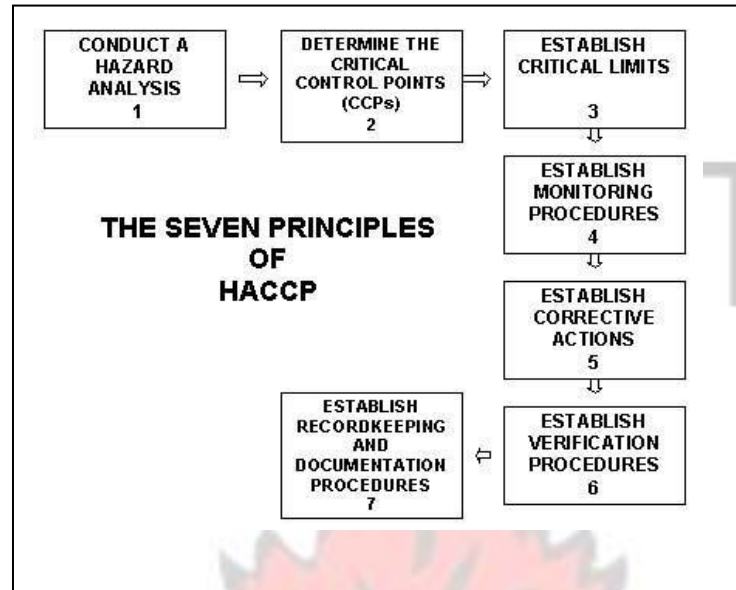 CONDUCT A
HAZARD
ANALYSIS
1
DETERMINE THE
CRITICAL
CONTROL POINTS
(CCPs)
2
ESTABLISH
CRITICAL LIMITS
3
ESTABLISH
MONITORING
PROCEDURES
4
THE SEVEN PRINCIPLES
OF
HACCP
ESTABLISH
CORRECTIVE
ACTIONS
5
ESTABLISH
VERIFICATION
PROCEDURES
6
ESTABLISH
RECORDKEEPING
AND
DOCUMENTATION
PROCEDURES
7